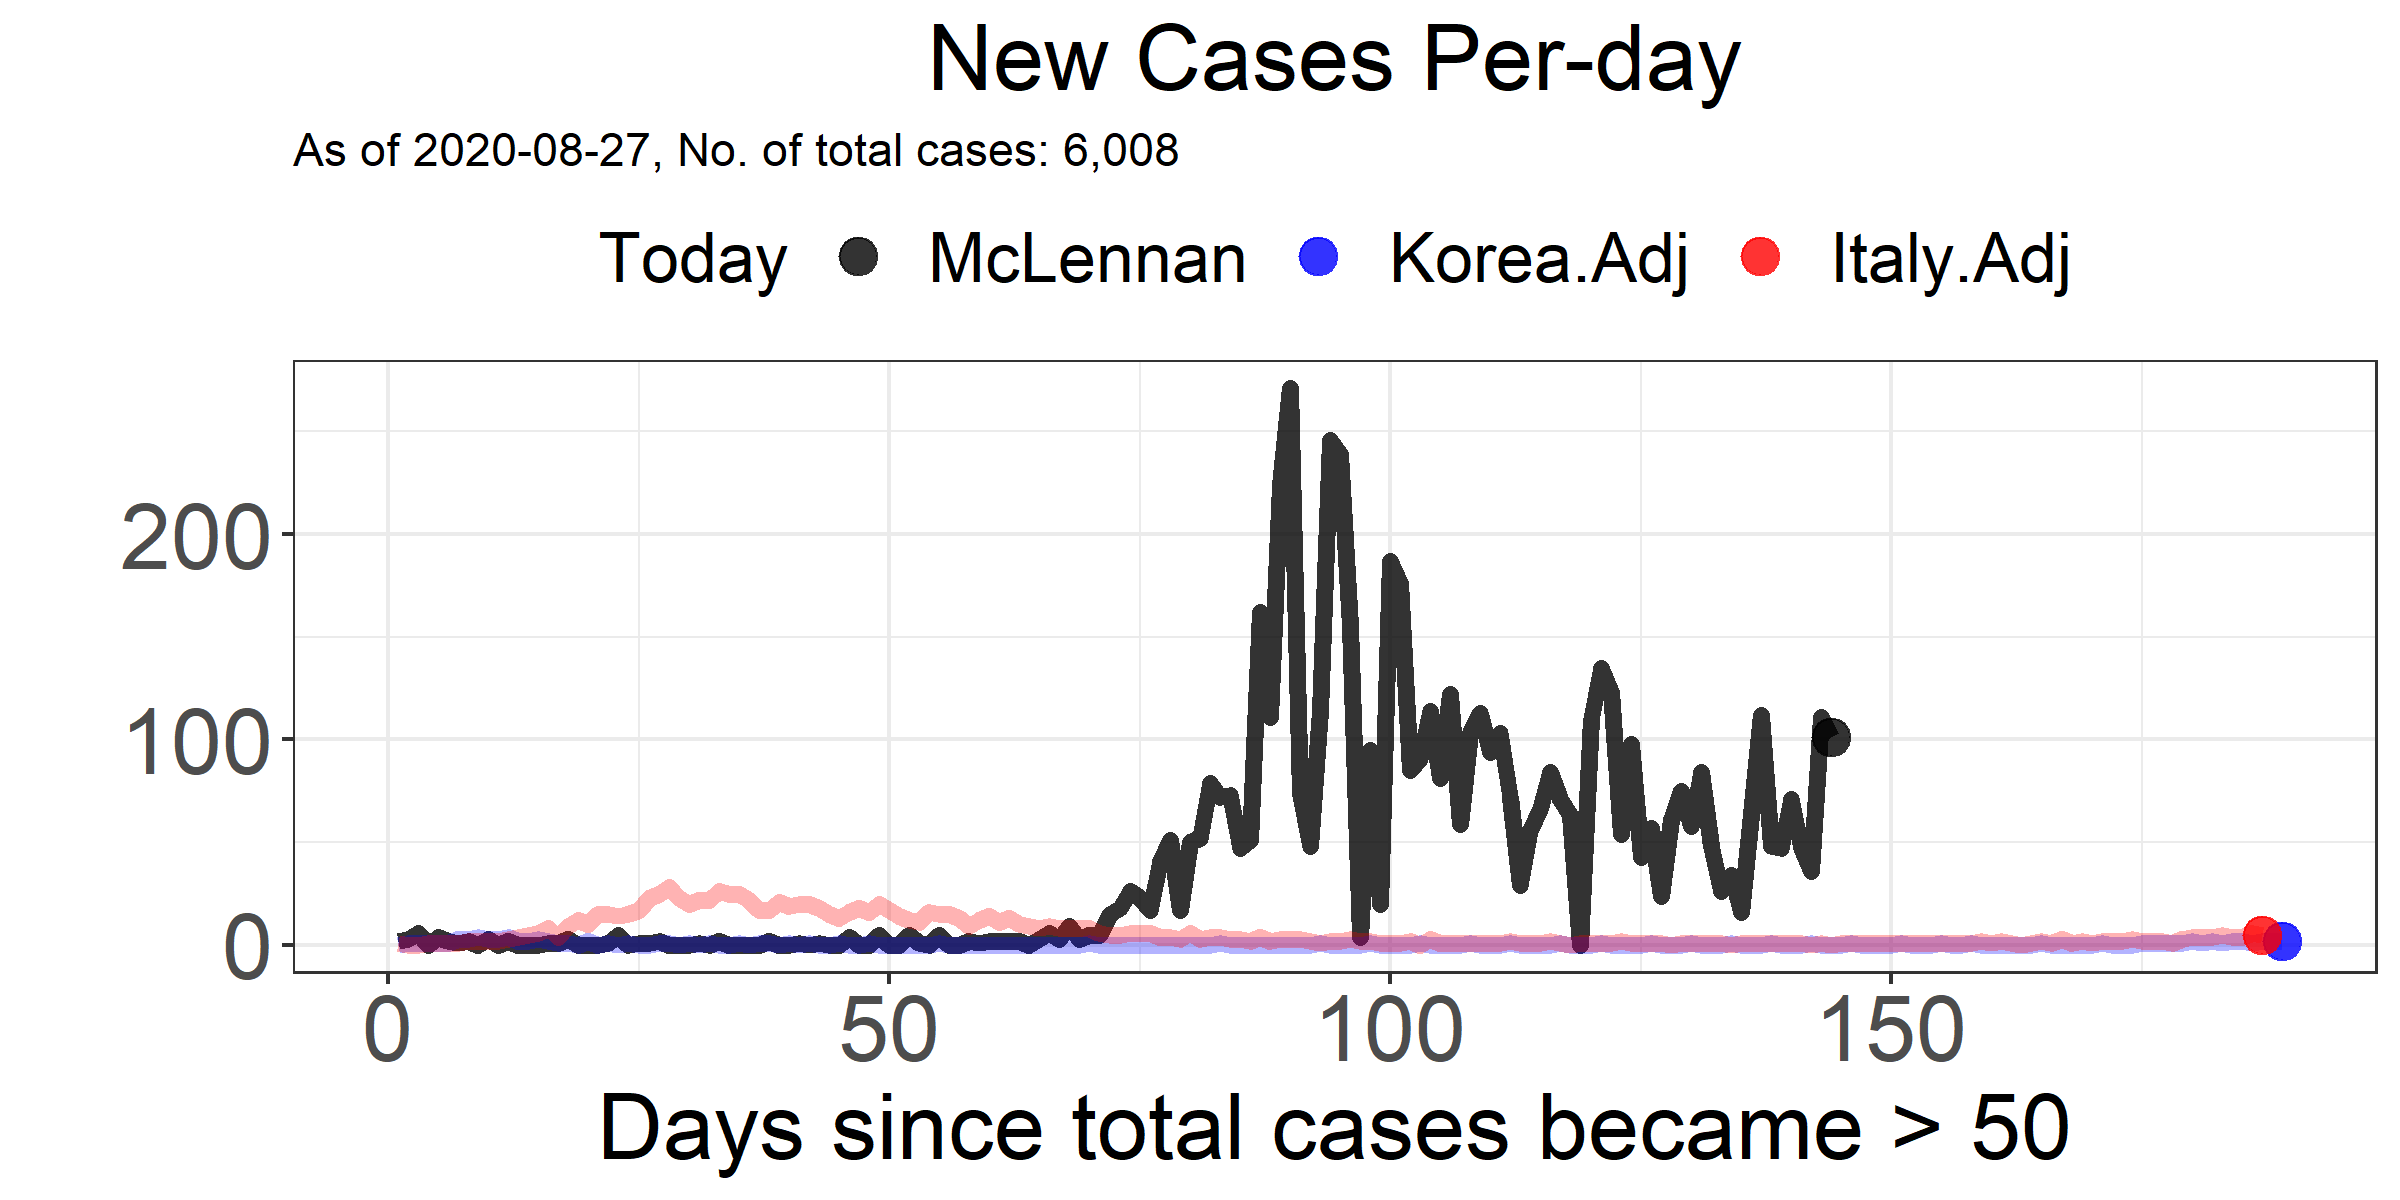 New Cases Per-day
As of 2020-08-27, No. of total cases: 6,008
Today McLennan Korea.Adj Italy.Adj
200
100
0
0 50 100 150
Days since total cases became > 50